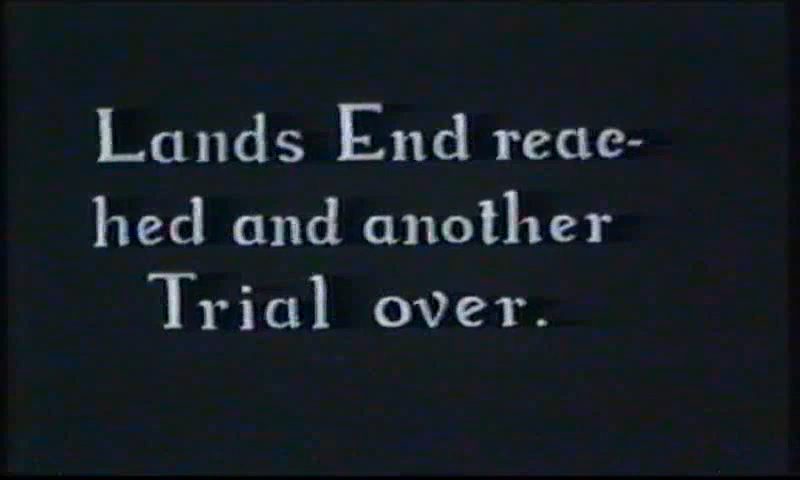 Lands End reac-
hed and another
Trial over.